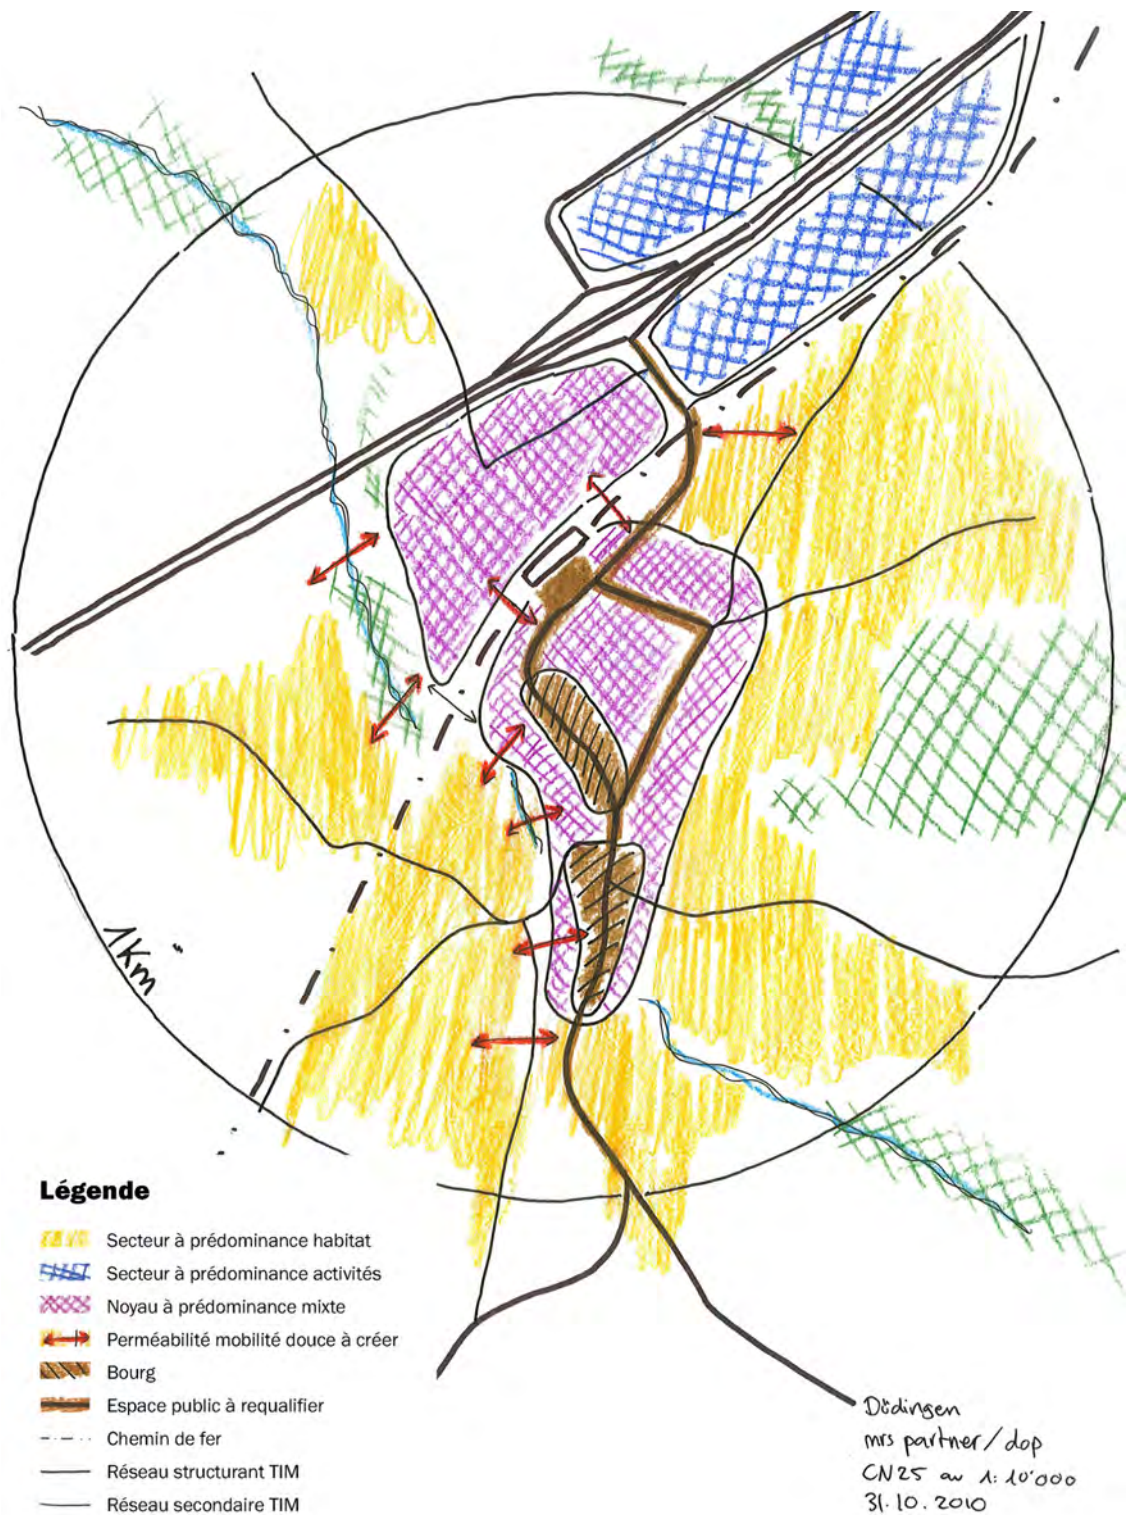 1Km
Légende
Secteur à prédominance habitat
Secteur à prédominance activités
Noyau à prédominance mixte
Perméabilité mobilité douce à créer
Bourg
Espace public à requalifier
Chemin de fer
Réseau structurant TIM
Réseau secondaire TIM
Düdingen
mrs partner/dop
CN25 au 1:10'000
31.10.2010